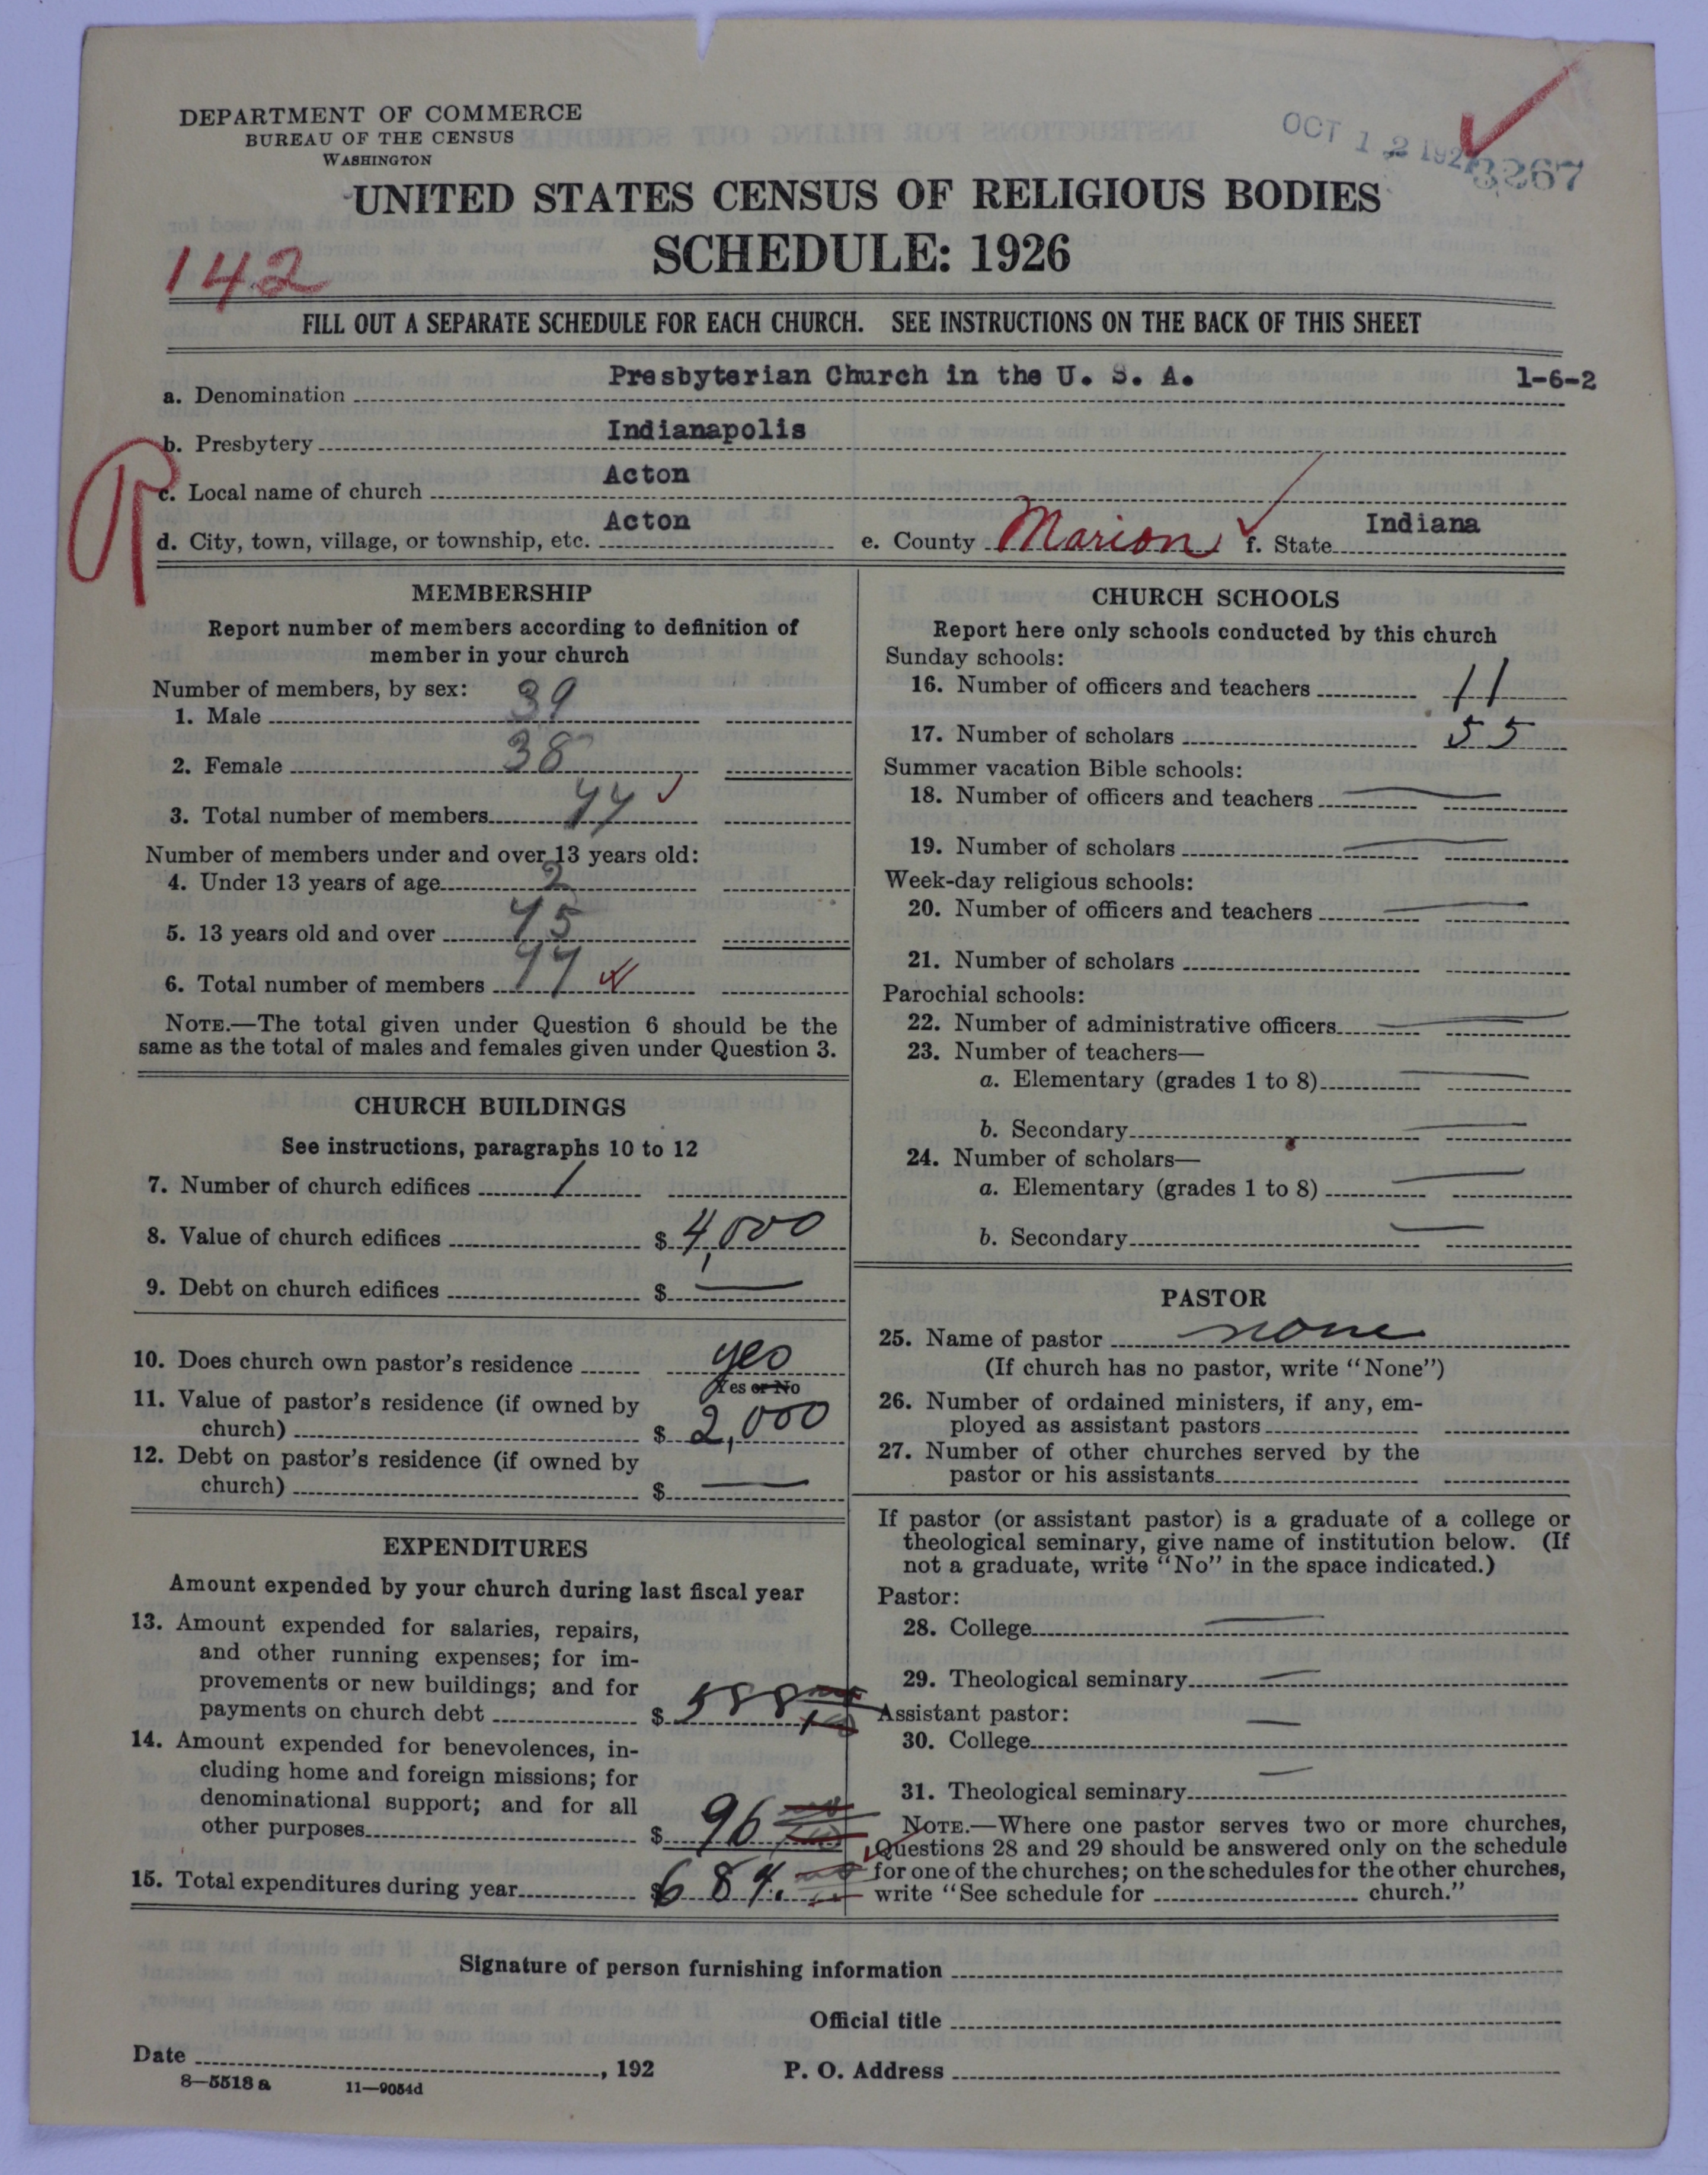 DEPARTMENT OF COMMERCE
BUREAU OF THE CENSUS
WASHINGTON
OCT 12 192
3267
UNITED STATES CENSUS OF RELIGIOUS BODIES
SCHEDULE: 1926
142
FILL OUT A SEPARATE SCHEDULE FOR EACH CHURCH. SEE INSTRUCTIONS ON THE BACK OF THIS SHEET
a. Denomination Presbyterian Church in the U. S. A. 1-6-2
b. Presbytery Indianapolis
R
c. Local name of church Acton
d. City, town, village, or township, etc. Acton e. County Marion f. State Indiana
MEMBERSHIP
Report number of members according to definition of
member in your church
Number of members, by sex:
1. Male 39
2. Female 38
3. Total number of members 77
Number of members under and over 13 years old:
4. Under 13 years of age 2
5. 13 years old and over 75
6. Total number of members 77
NOTE.—The total given under Question 6 should be the
same as the total of males and females given under Question 3.
CHURCH BUILDINGS
See instructions, paragraphs 10 to 12
7. Number of church edifices 1
8. Value of church edifices $ 4,000
9. Debt on church edifices $ —
10. Does church own pastor's residence yes
Yes or No
11. Value of pastor's residence (if owned by
church) $ 2,000
12. Debt on pastor's residence (if owned by
church) $ —
EXPENDITURES
Amount expended by your church during last fiscal year
13. Amount expended for salaries, repairs,
and other running expenses; for im-
provements or new buildings; and for
payments on church debt $ 588
14. Amount expended for benevolences, in-
cluding home and foreign missions; for
denominational support; and for all
other purposes $ 96
15. Total expenditures during year $ 684.
CHURCH SCHOOLS
Report here only schools conducted by this church
Sunday schools:
16. Number of officers and teachers 11
17. Number of scholars 55
Summer vacation Bible schools:
18. Number of officers and teachers —
19. Number of scholars —
Week-day religious schools:
20. Number of officers and teachers —
21. Number of scholars
Parochial schools:
22. Number of administrative officers —
23. Number of teachers—
a. Elementary (grades 1 to 8) —
b. Secondary —
24. Number of scholars—
a. Elementary (grades 1 to 8) —
b. Secondary —
PASTOR
25. Name of pastor none
(If church has no pastor, write "None")
26. Number of ordained ministers, if any, em-
ployed as assistant pastors
27. Number of other churches served by the
pastor or his assistants
If pastor (or assistant pastor) is a graduate of a college or
theological seminary, give name of institution below. (If
not a graduate, write "No" in the space indicated.)
Pastor:
28. College —
29. Theological seminary —
Assistant pastor:
30. College —
31. Theological seminary —
NOTE.—Where one pastor serves two or more churches,
Questions 28 and 29 should be answered only on the schedule
for one of the churches; on the schedules for the other churches,
write "See schedule for church."
Signature of person furnishing information
Official title
Date , 192 P. O. Address
8—5518 a 11—9054d